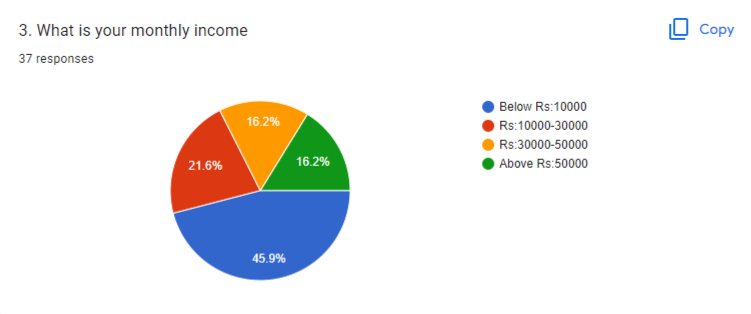 3. What is your monthly income
Copy
37 responses
16.2%
16.2%
21.6%
45.9%
Below Rs:10000
Rs:10000-30000
Rs:30000-50000
Above Rs:50000